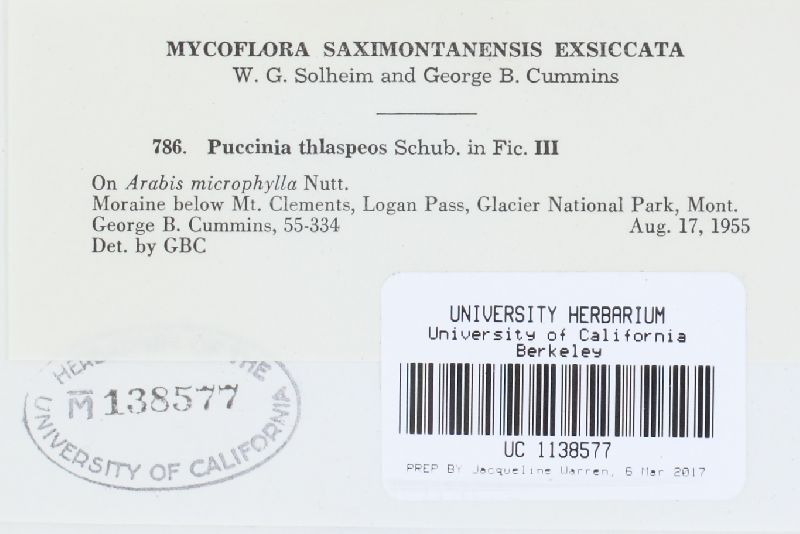 MYCOFLORA SAXIMONTANENSIS EXSICCATA
W. G. Solheim and George B. Cummins
786. Puccinia thlaspeos Schub. in Fic. III
On Arabis microphylla Nutt.
Moraine below Mt. Clements, Logan Pass, Glacier National Park, Mont.
George B. Cummins, 55-334 Aug. 17, 1955
Det. by GBC
M 138577
UNIVERSITY OF CALIFORNIA
UNIVERSITY HERBARIUM
University of California
Berkeley
UC 1138577
PREP BY Jacqueline Warren, 6 Mar 2017